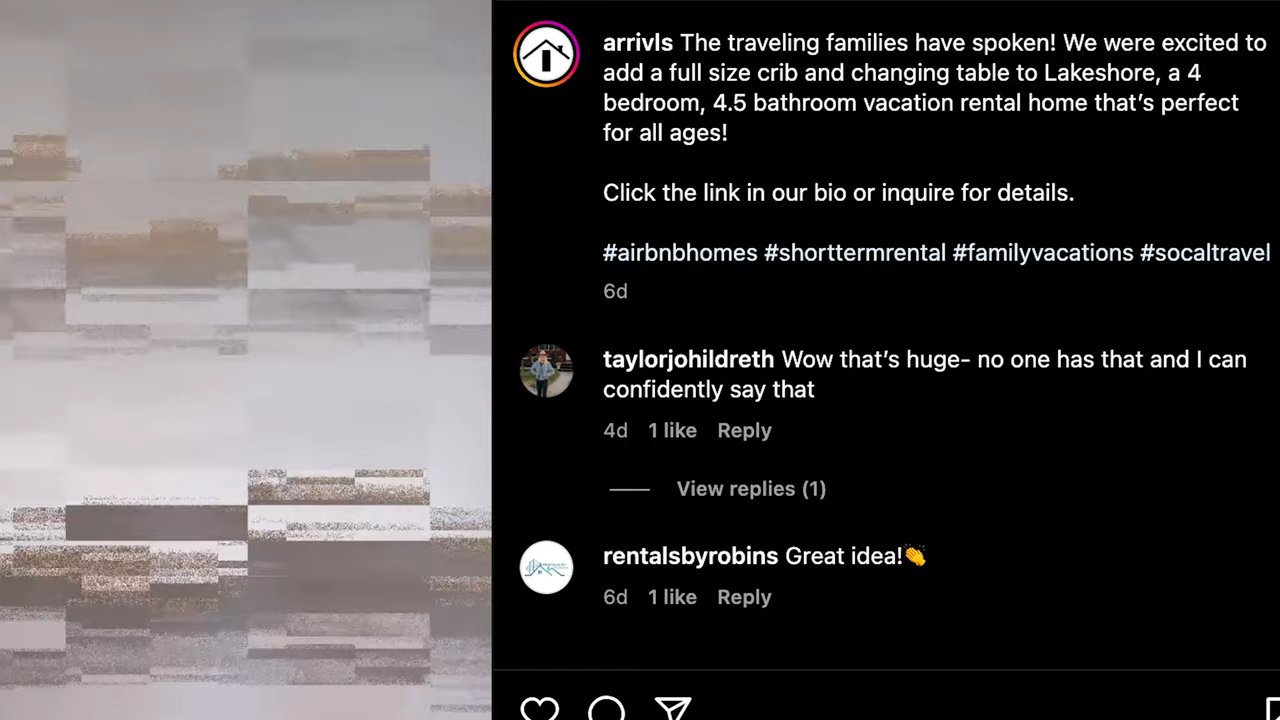 arrivls The traveling families have spoken! We were excited to
add a full size crib and changing table to Lakeshore, a 4
bedroom, 4.5 bathroom vacation rental home that’s perfect
for all ages!
Click the link in our bio or inquire for details.
#airbnbhomes #shorttermrental #familyvacations #socaltravel
6d
taylorjohildreth Wow that’s huge- no one has that and I can
confidently say that
4d 1 like Reply
View replies (1)
rentalsbyrobins Great idea!👏
6d 1 like Reply